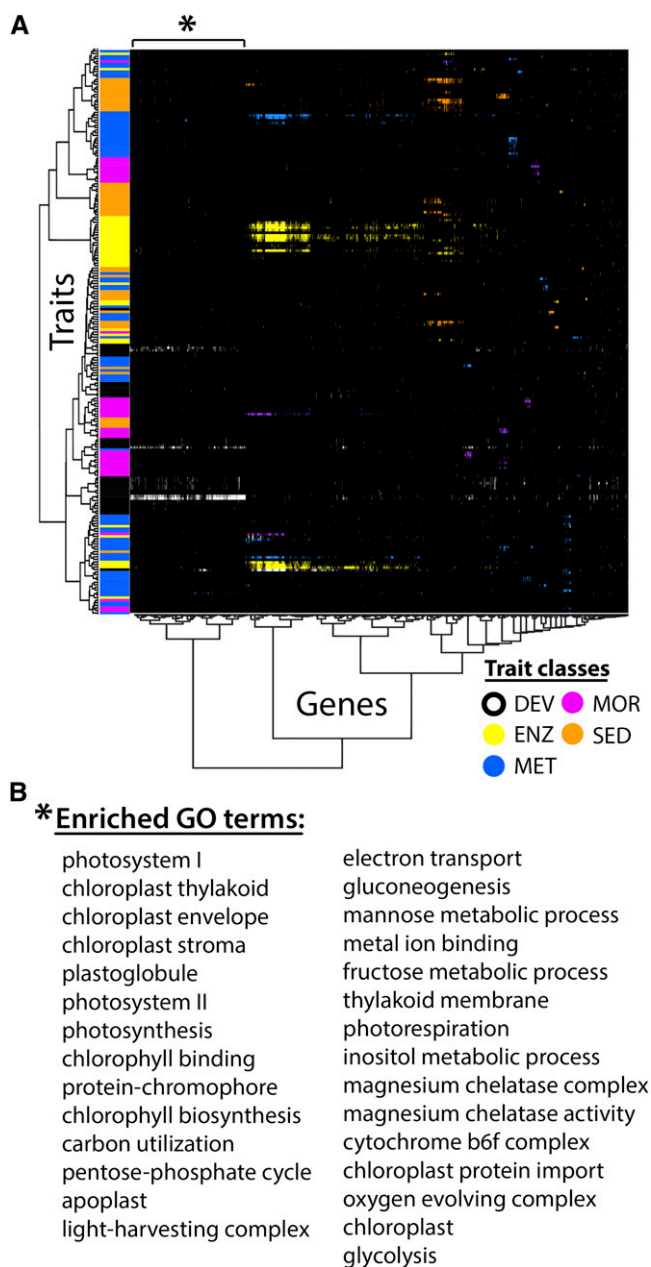 A
*
Traits
Genes
Trait classes
DEV MOR
ENZ SED
MET
B
*Enriched GO terms:
photosystem I
chloroplast thylakoid
chloroplast envelope
chloroplast stroma
plastoglobule
photosystem II
photosynthesis
chlorophyll binding
protein-chromophore
chlorophyll biosynthesis
carbon utilization
pentose-phosphate cycle
apoplast
light-harvesting complex
electron transport
gluconeogenesis
mannose metabolic process
metal ion binding
fructose metabolic process
thylakoid membrane
photorespiration
inositol metabolic process
magnesium chelatase complex
magnesium chelatase activity
cytochrome b6f complex
chloroplast protein import
oxygen evolving complex
chloroplast
glycolysis